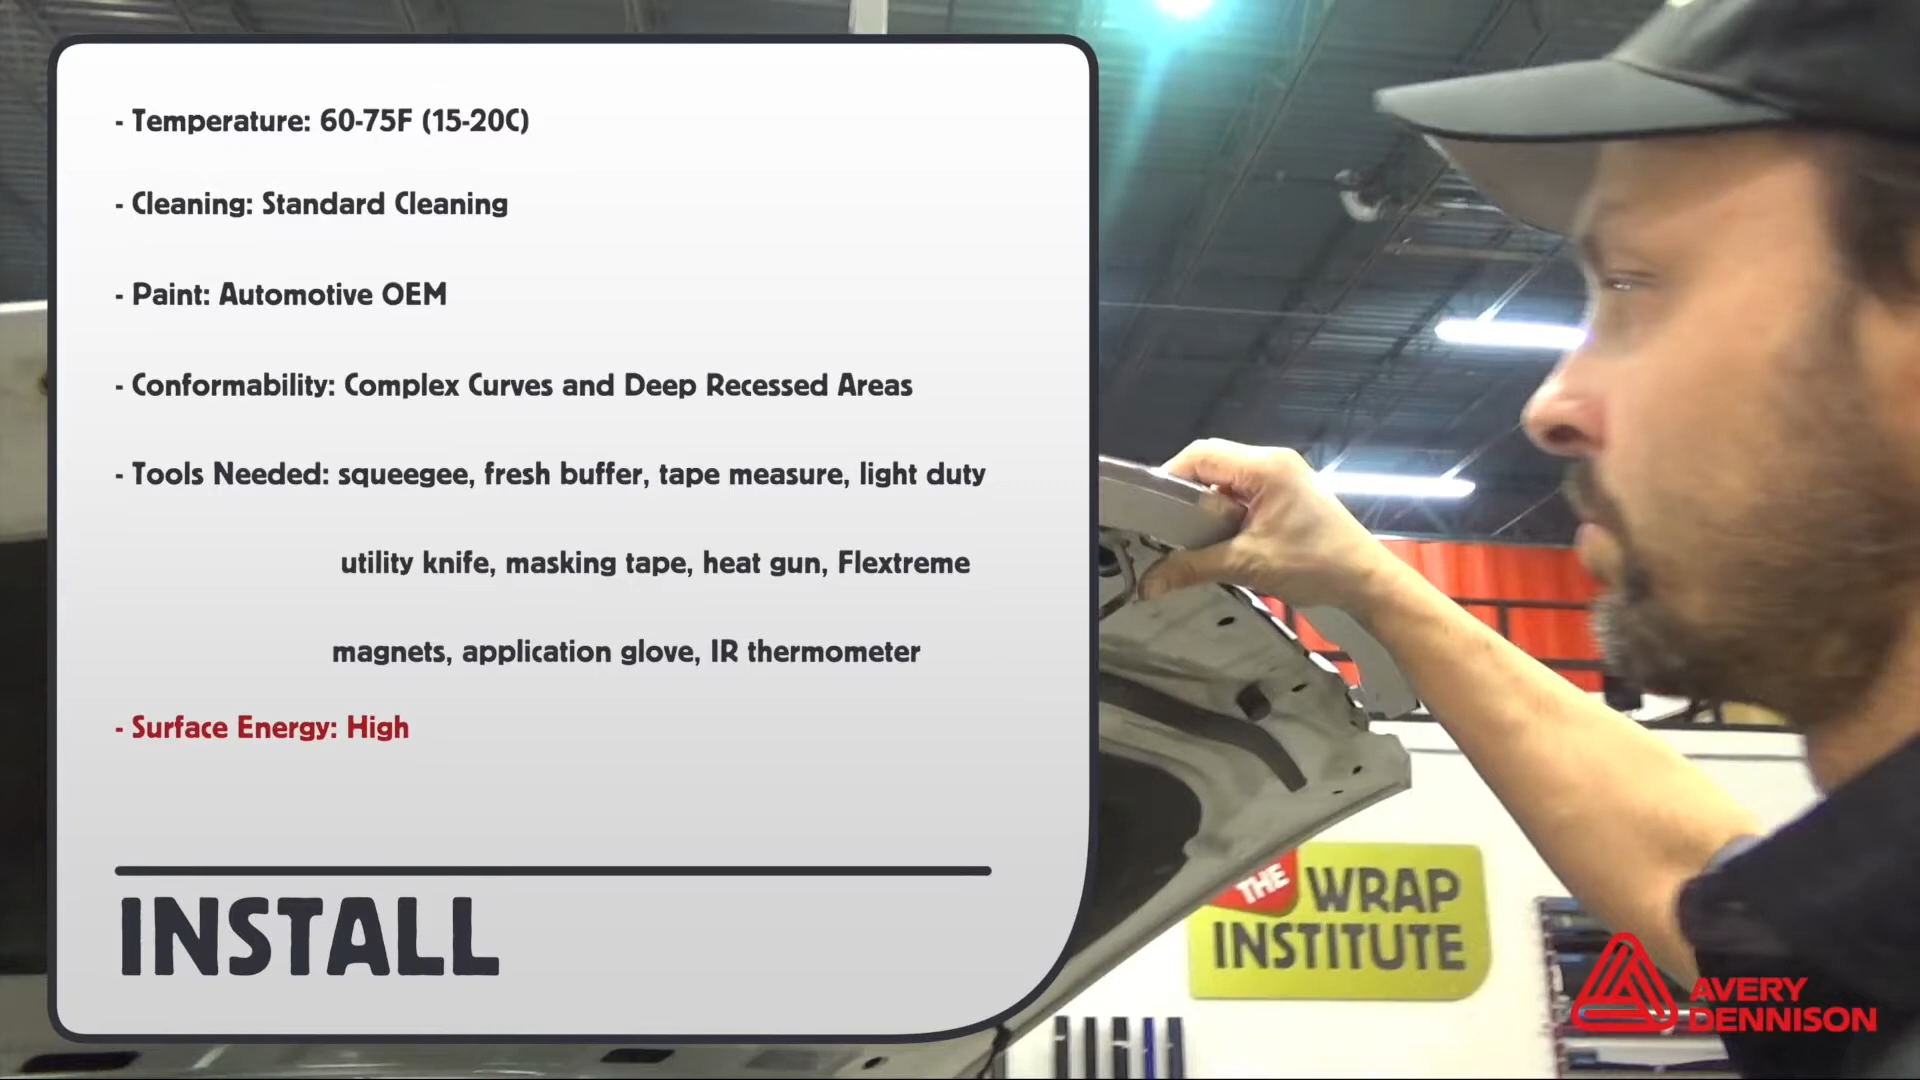 - Temperature: 60-75F (15-20C)
- Cleaning: Standard Cleaning
- Paint: Automotive OEM
- Conformability: Complex Curves and Deep Recessed Areas
- Tools Needed: squeegee, fresh buffer, tape measure, light duty
utility knife, masking tape, heat gun, Flextreme
magnets, application glove, IR thermometer
- Surface Energy: High
INSTALL
THE WRAP
INSTITUTE
AVERY
DENNISON